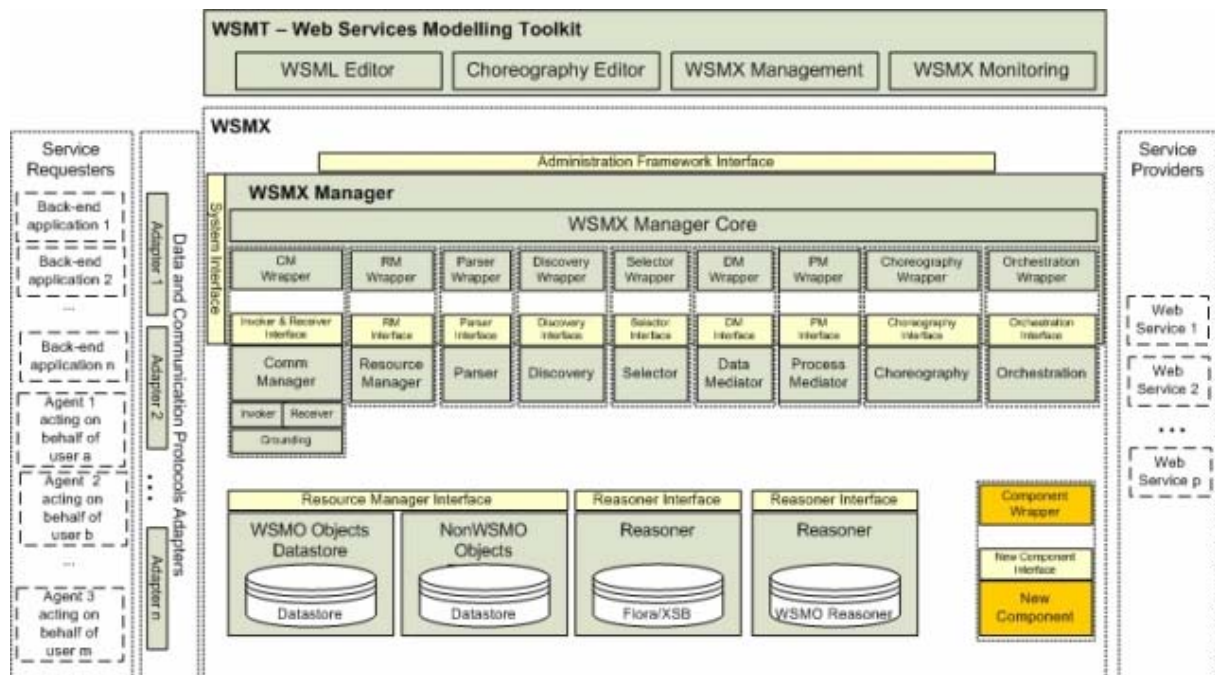 WSMT – Web Services Modelling Toolkit
WSML Editor
Choreography Editor
WSMX Management
WSMX Monitoring
Service
Requesters
Back-end
application 1
Back-end
application 2
...
Back-end
application n
Agent 1
acting on
behalf of
user a
Agent 2
acting on
behalf of
user b
...
Agent 3
acting on
behalf of
user m
Adapter 1
Adapter 2
...
Adapter n
Data and Communication Protocols Adapters
WSMX
Administration Framework Interface
System Interface
WSMX Manager
WSMX Manager Core
CM
Wrapper
RM
Wrapper
Parser
Wrapper
Discovery
Wrapper
Selector
Wrapper
DM
Wrapper
PM
Wrapper
Choreography
Wrapper
Orchestration Wrapper
Invoker & Receiver
Interface
RM
Interface
Parser
Interface
Discovery
Interface
Selector
Interface
DM
Interface
PM
Interface
Choreography
Interface
Orchestration
Interface
Comm
Manager
Resource
Manager
Parser
Discovery
Selector
Data
Mediator
Process
Mediator
Choreography
Orchestration
Invoker
Receiver
Grounding
Resource Manager Interface
WSMO Objects
Datastore
Datastore
NonWSMO
Objects
Datastore
Reasoner Interface
Reasoner
Flora/XSB
Reasoner Interface
Reasoner
WSMO Reasoner
Component
Wrapper
New Component
Interface
New
Component
Service
Providers
Web
Service 1
Web
Service 2
...
Web
Service p